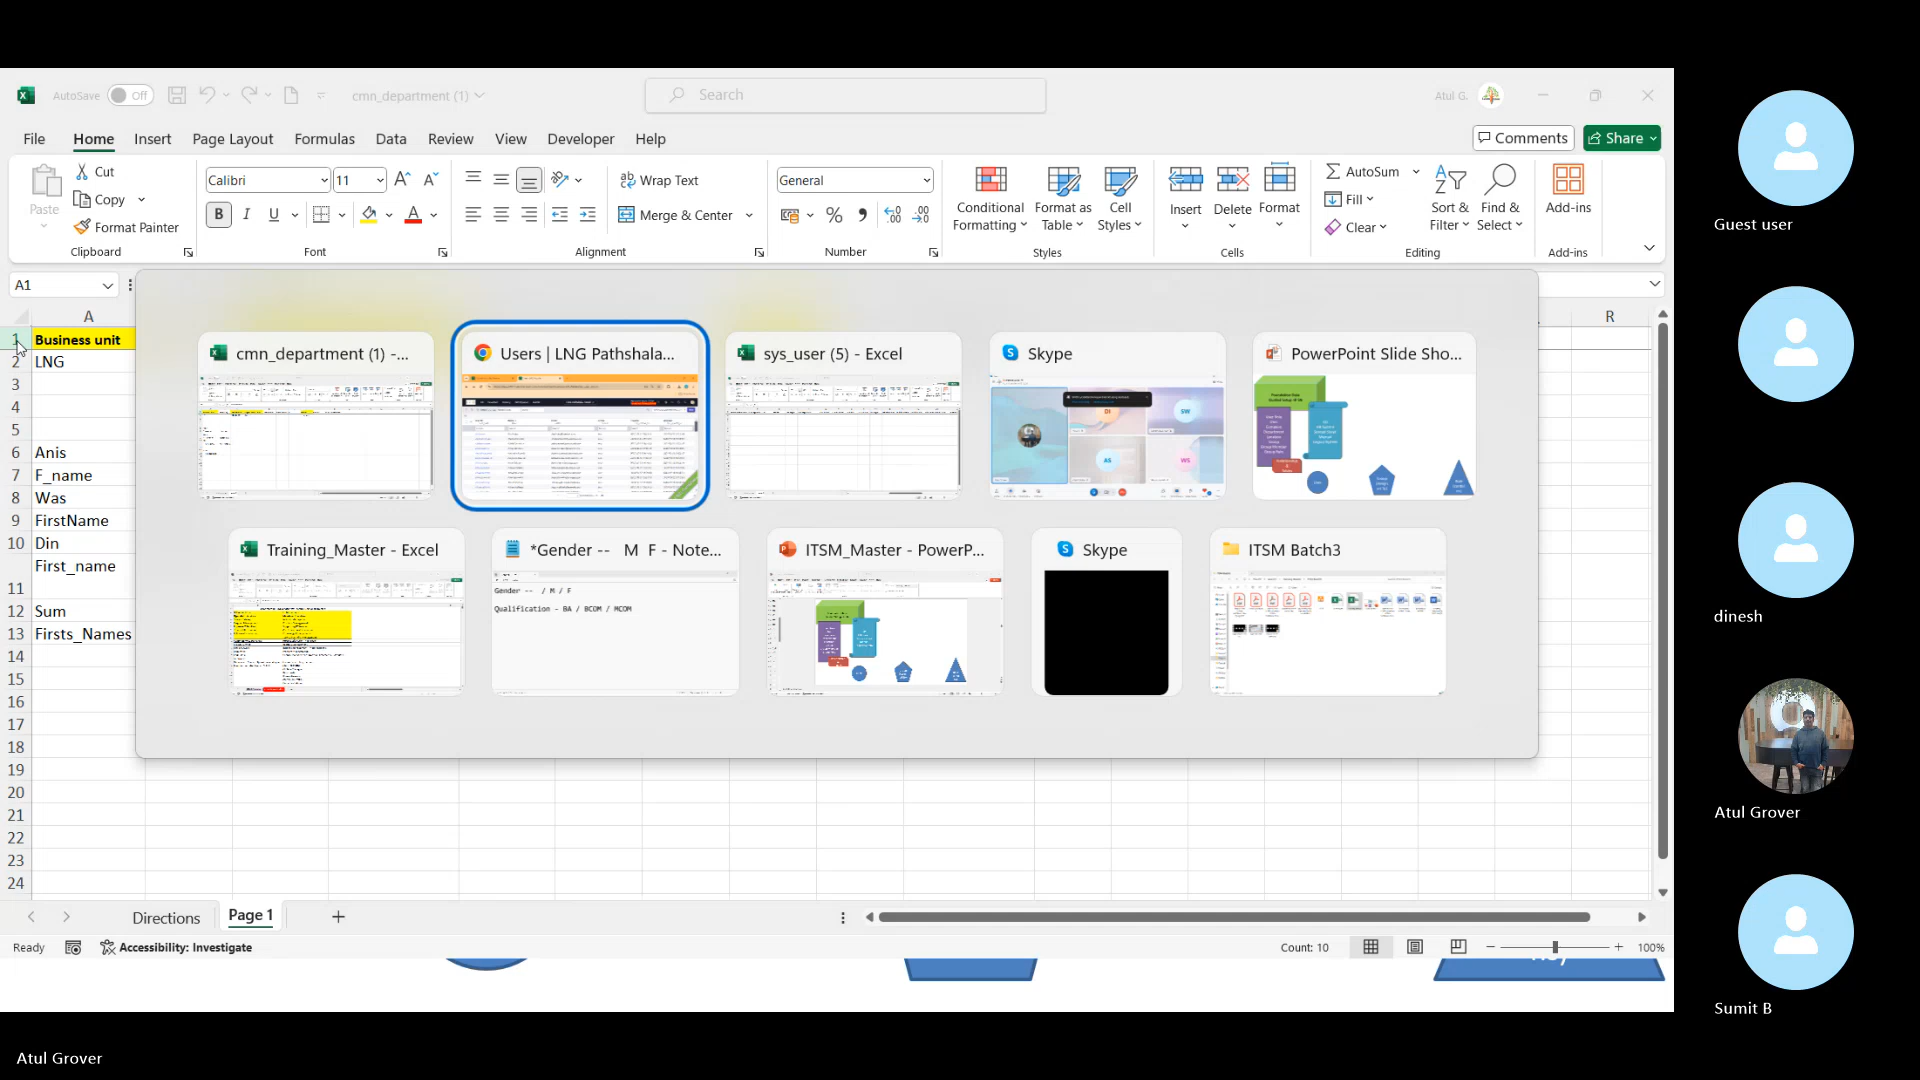 AutoSave Off cmn_department (1) Search Atul G.
File Home Insert Page Layout Formulas Data Review View Developer Help Comments Share
Paste Cut Copy Format Painter Clipboard
Calibri 11 B I U Font
Wrap Text Merge & Center Alignment
General Number
Conditional Formatting Format as Table Cell Styles Styles
Insert Delete Format Cells
AutoSum Fill Clear Sort & Filter Find & Select Editing
Add-ins Add-ins
A1
A R
1 Business unit
2 LNG
3
4
5
6 Anis
7 F_name
8 Was
9 FirstName
10 Din
11 First_name
12 Sum
13 Firsts_Names
14
15
16
17
18
19
20
21
22
23
24
cmn_department (1) -...
Users | LNG Pathshala...
sys_user (5) - Excel
Skype
DI SW
AS WS
PowerPoint Slide Sho...
Training_Master - Excel
*Gender -- M F - Note...
Gender -- / M / F
Qualification - BA / BCOM / MCOM
ITSM_Master - PowerP...
Skype
ITSM Batch3
Directions Page 1
Ready Accessibility: Investigate Count: 10 100%
Guest user
dinesh
Atul Grover
Sumit B
Atul Grover